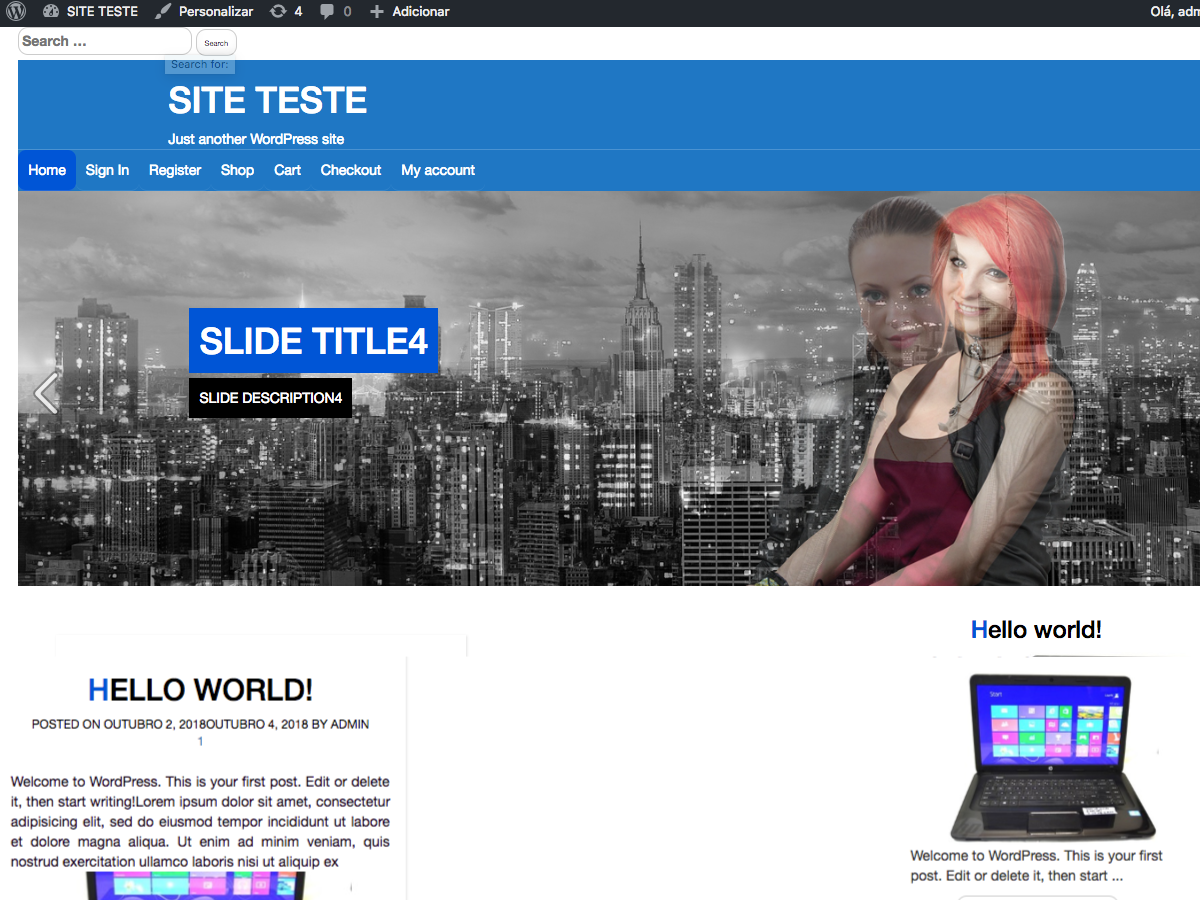 SITE TESTE Personalizar 4 0 Adicionar Olá, adm
Search ... Search
Search for:
SITE TESTE
Just another WordPress site
Home Sign In Register Shop Cart Checkout My account
SLIDE TITLE4
SLIDE DESCRIPTION4
Hello world!
HELLO WORLD!
POSTED ON OUTUBRO 2, 2018OUTUBRO 4, 2018 BY ADMIN
1
Welcome to WordPress. This is your first post. Edit or delete
it, then start writing!Lorem ipsum dolor sit amet, consectetur
adipisicing elit, sed do eiusmod tempor incididunt ut labore
et dolore magna aliqua. Ut enim ad minim veniam, quis
nostrud exercitation ullamco laboris nisi ut aliquip ex
Start
Welcome to WordPress. This is your first
post. Edit or delete it, then start ...